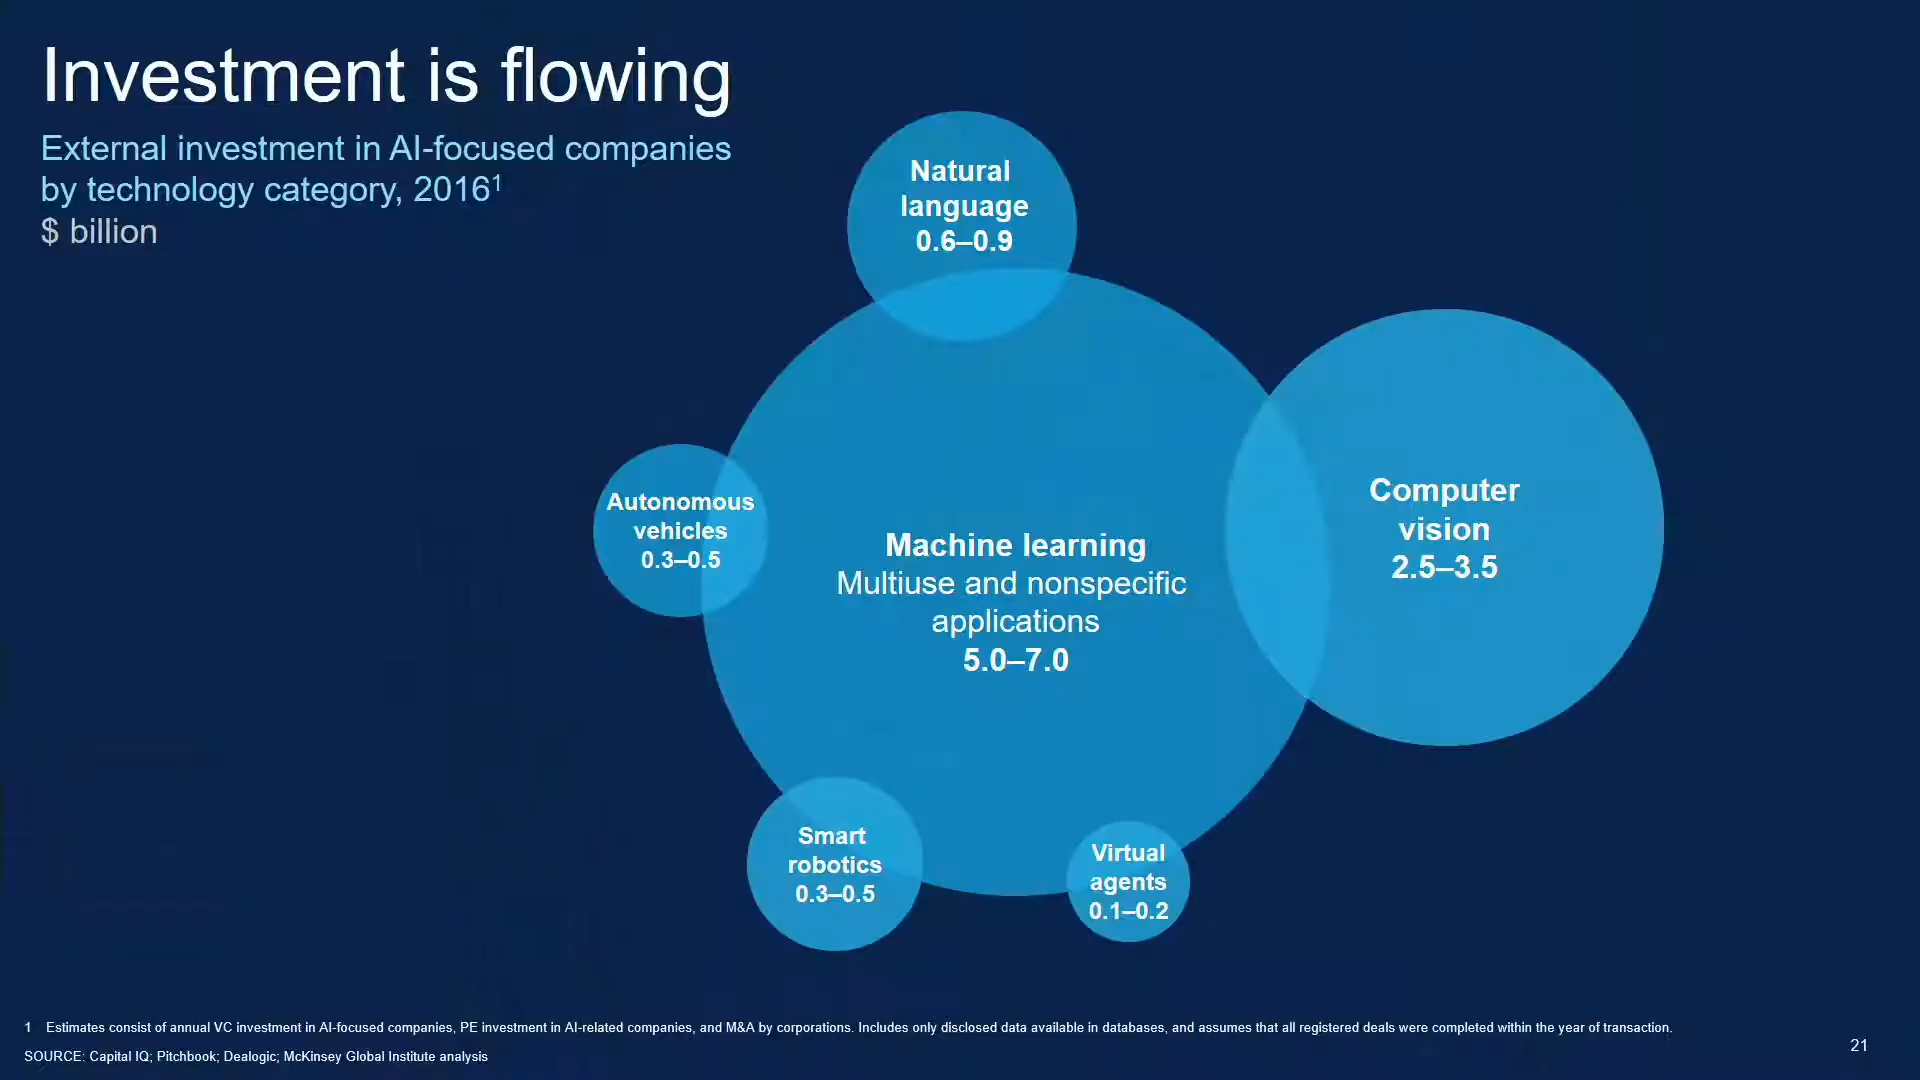 Investment is flowing
External investment in AI-focused companies
by technology category, 2016¹
$ billion
Natural
language
0.6–0.9
Computer
vision
2.5–3.5
Autonomous
vehicles
0.3–0.5
Machine learning
Multiuse and nonspecific
applications
5.0–7.0
Smart
robotics
0.3–0.5
Virtual
agents
0.1–0.2
1 Estimates consist of annual VC investment in AI-focused companies, PE investment in AI-related companies, and M&A by corporations. Includes only disclosed data available in databases, and assumes that all registered deals were completed within the year of transaction.
SOURCE: Capital IQ; Pitchbook; Dealogic; McKinsey Global Institute analysis
21